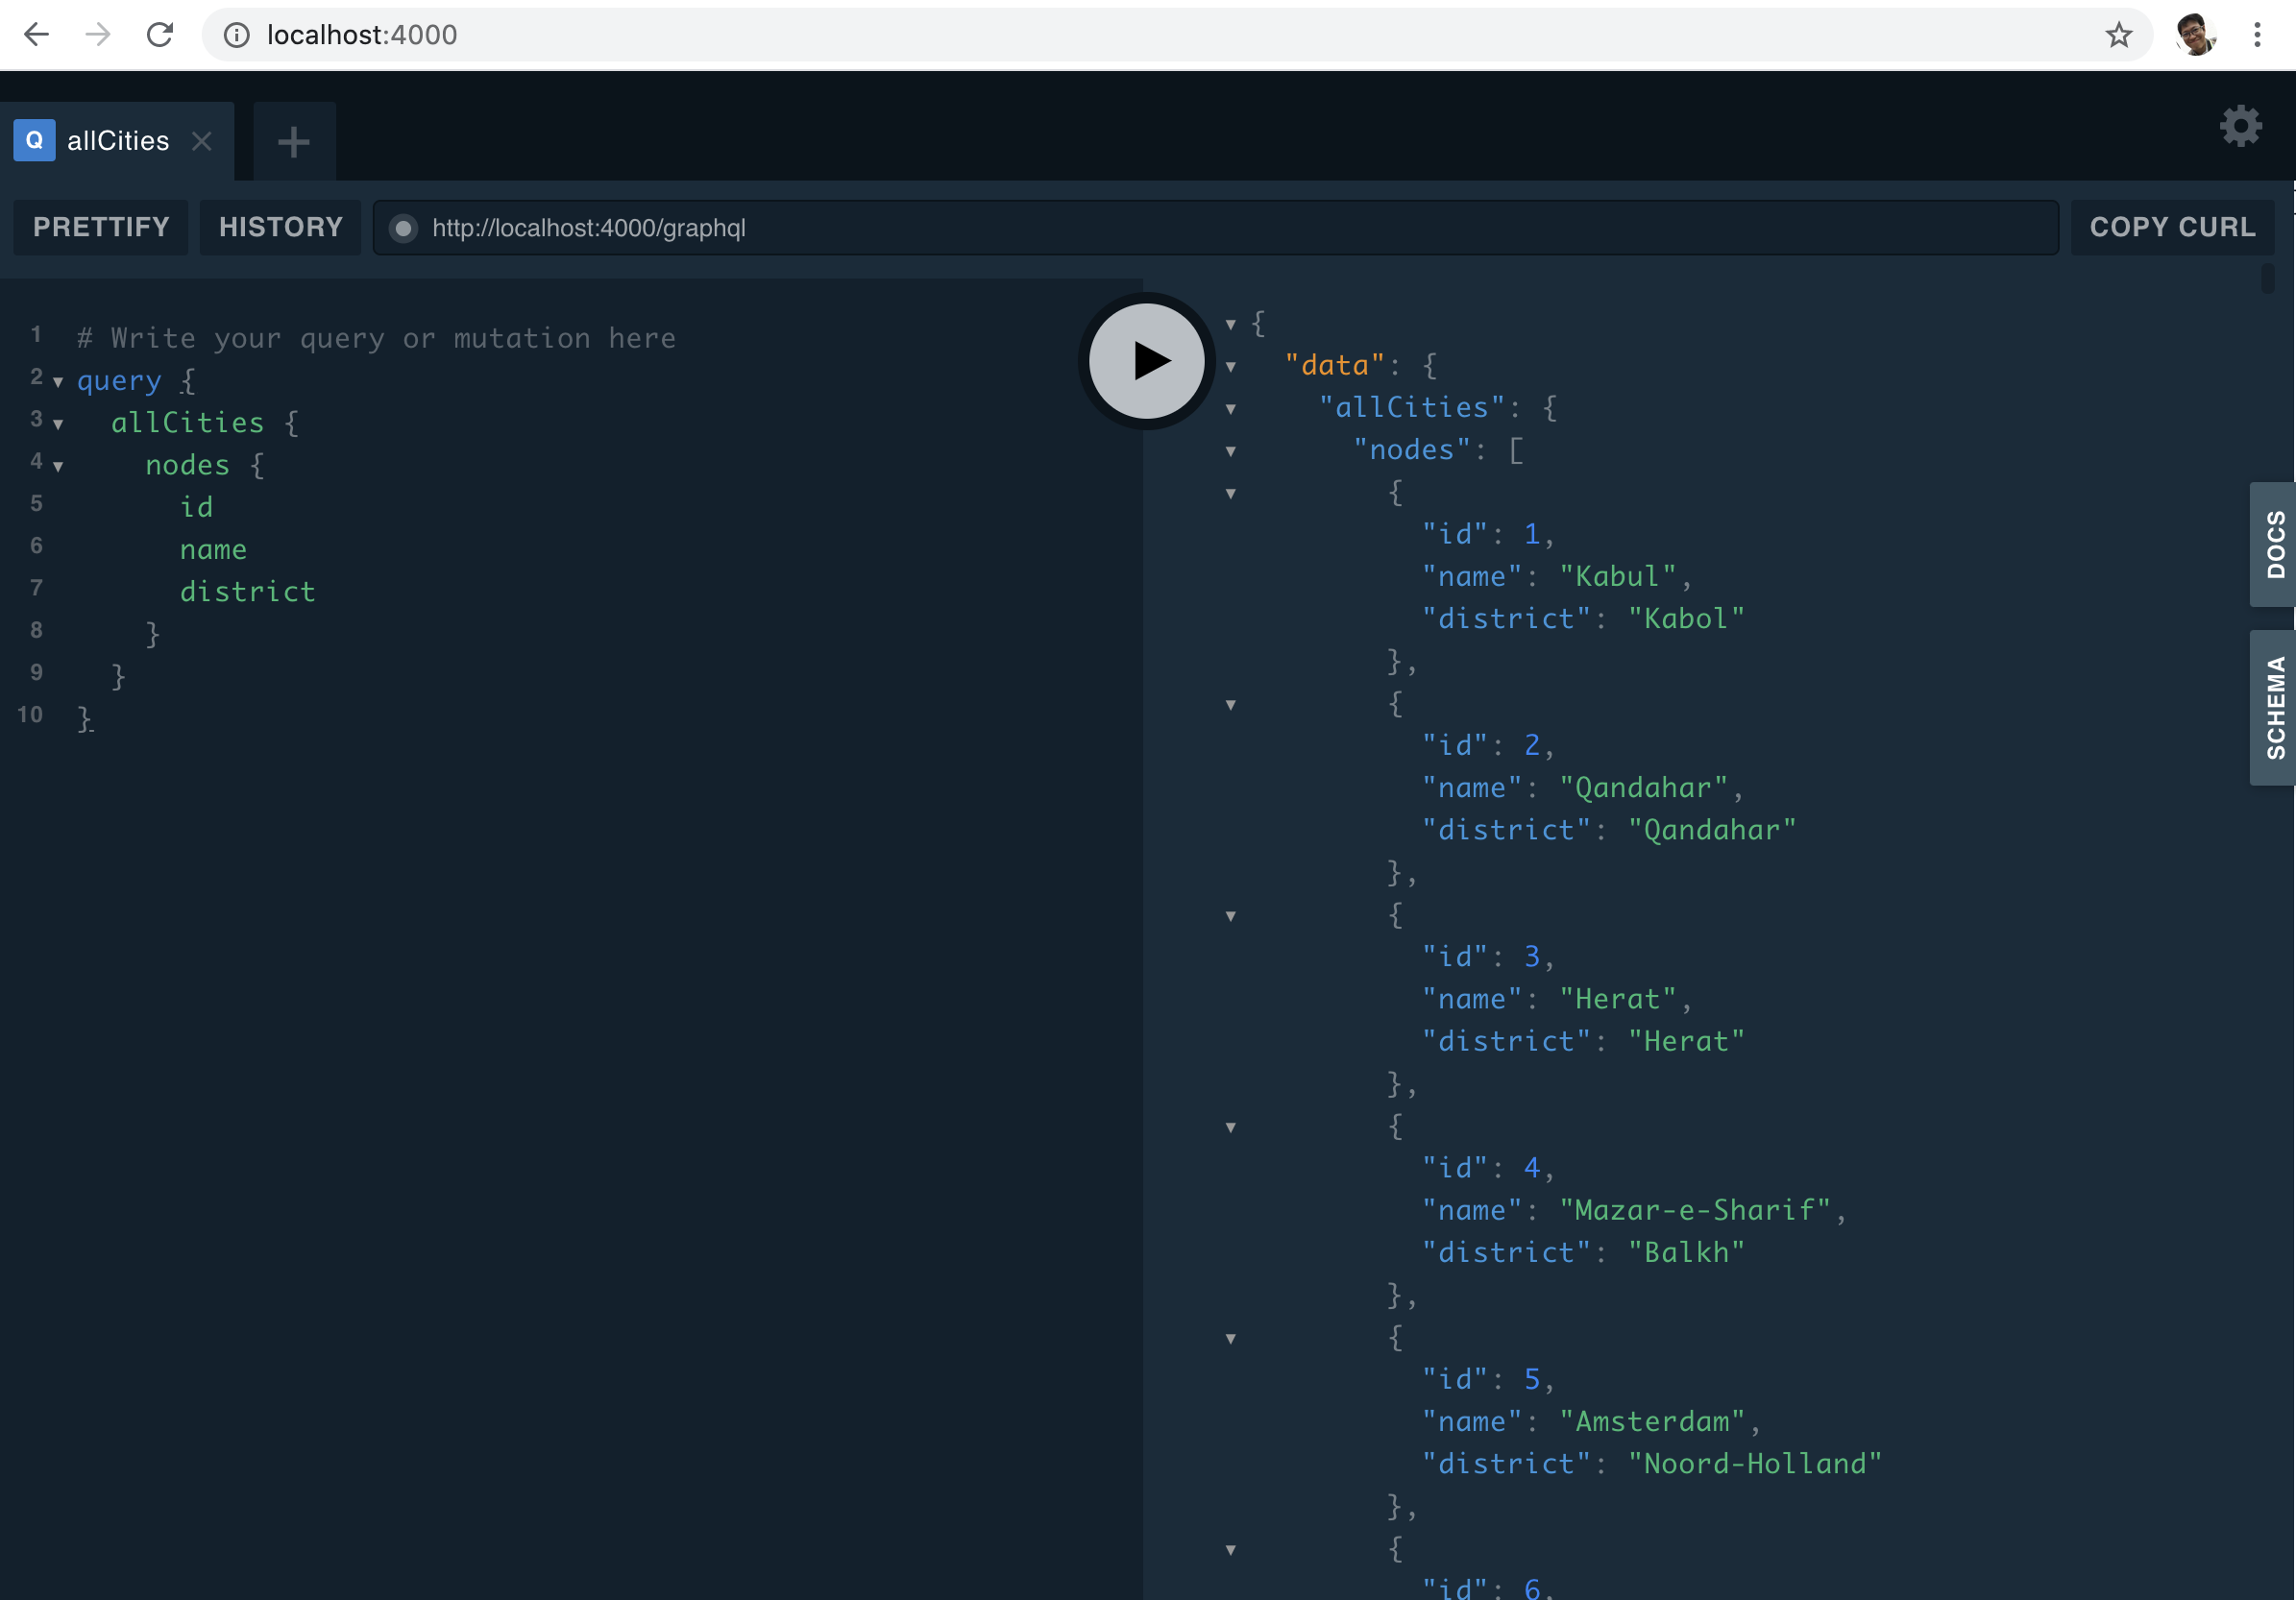 localhost:4000
Q allCities
PRETTIFY HISTORY http://localhost:4000/graphql COPY CURL
1 # Write your query or mutation here
2 query {
3 allCities {
4 nodes {
5 id
6 name
7 district
8 }
9 }
10 }
{
"data": {
"allCities": {
"nodes": [
{
"id": 1,
"name": "Kabul",
"district": "Kabol"
},
{
"id": 2,
"name": "Qandahar",
"district": "Qandahar"
},
{
"id": 3,
"name": "Herat",
"district": "Herat"
},
{
"id": 4,
"name": "Mazar-e-Sharif",
"district": "Balkh"
},
{
"id": 5,
"name": "Amsterdam",
"district": "Noord-Holland"
},
{
"id": 6,
DOCS
SCHEMA